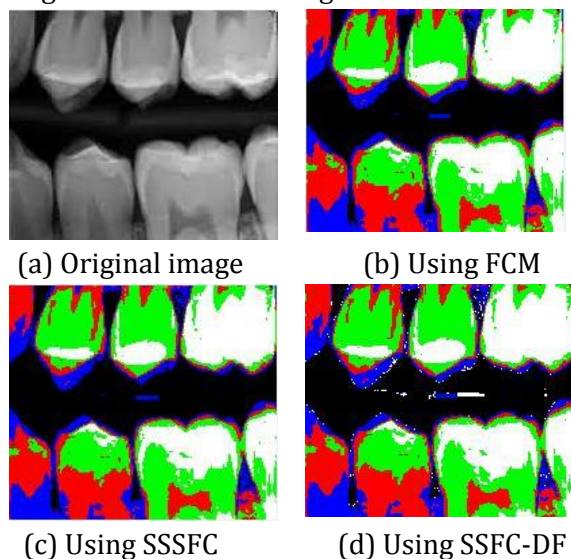 (a) Original image
(b) Using FCM
(c) Using SSSFC
(d) Using SSFC-DF